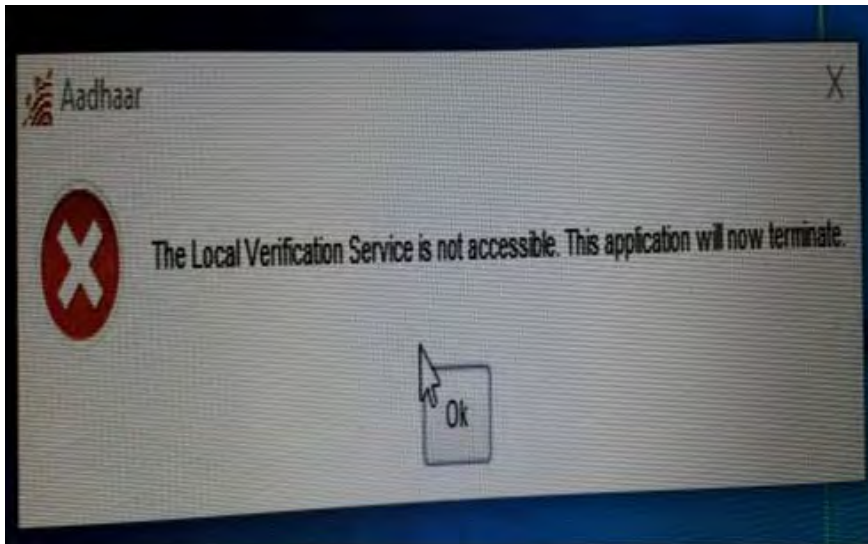 Aadhaar
The Local Verification Service is not accessible. This application will now terminate.
Ok